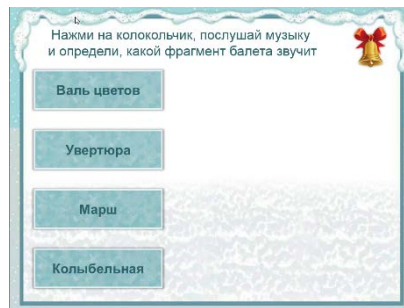 Нажми на колокольчик, послушай музыку
и определи, какой фрагмент балета звучит
Валь цветов
Увертюра
Марш
Колыбельная